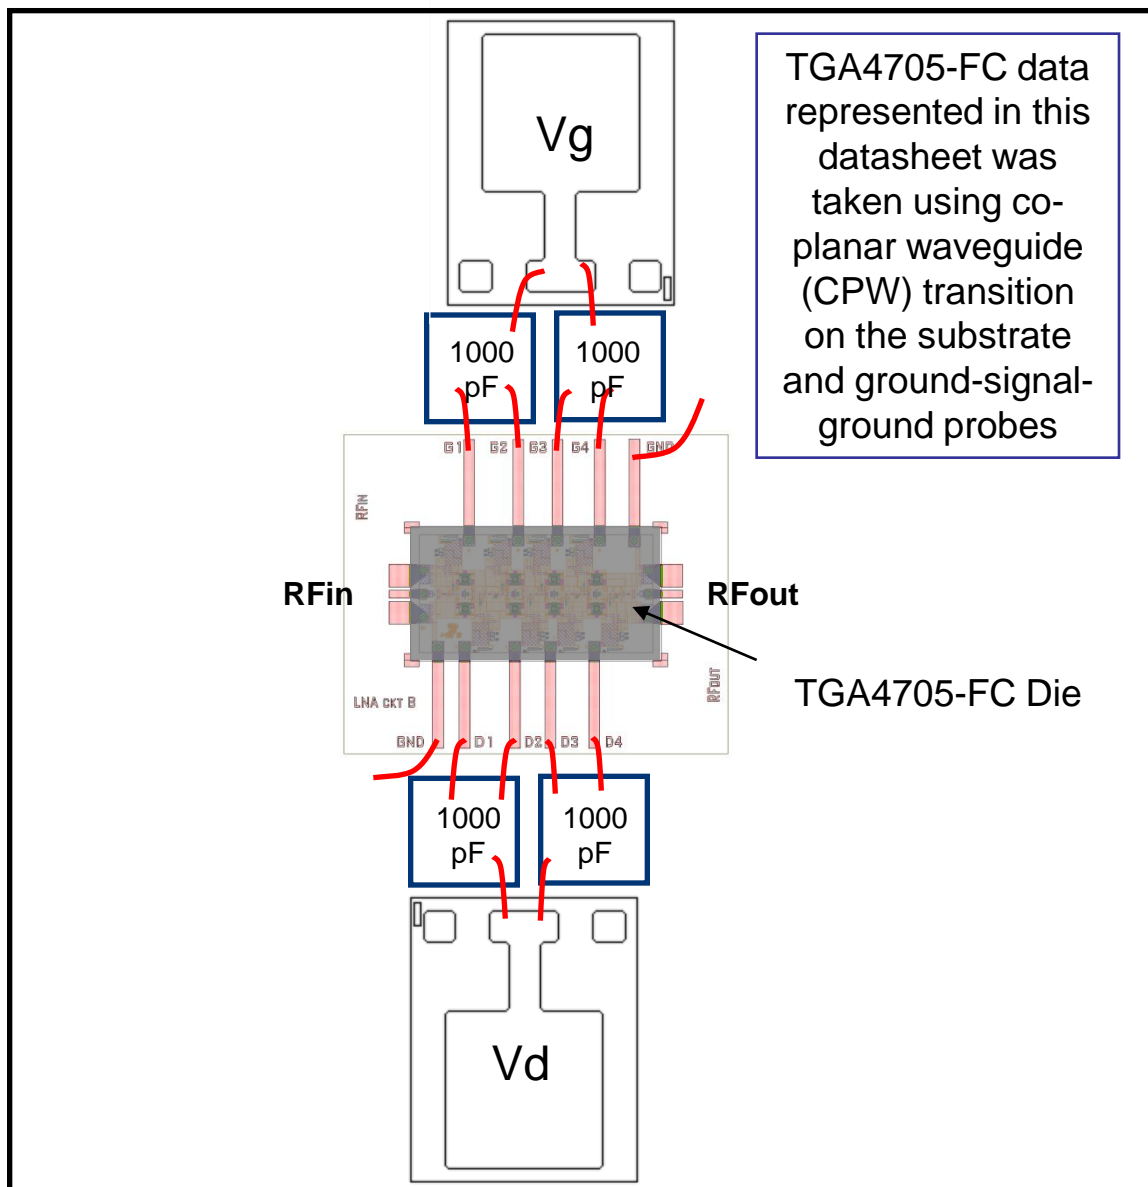 Vg
TGA4705-FC data
represented in this
datasheet was
taken using co-
planar waveguide
(CPW) transition
on the substrate
and ground-signal-
ground probes
1000
pF
1000
pF
G1 G2 G3 G4 GND
RFIN
RFin
RFout
TGA4705-FC Die
LNA CKT B
RFOUT
GND D1 D2 D3 D4
1000
pF
1000
pF
Vd